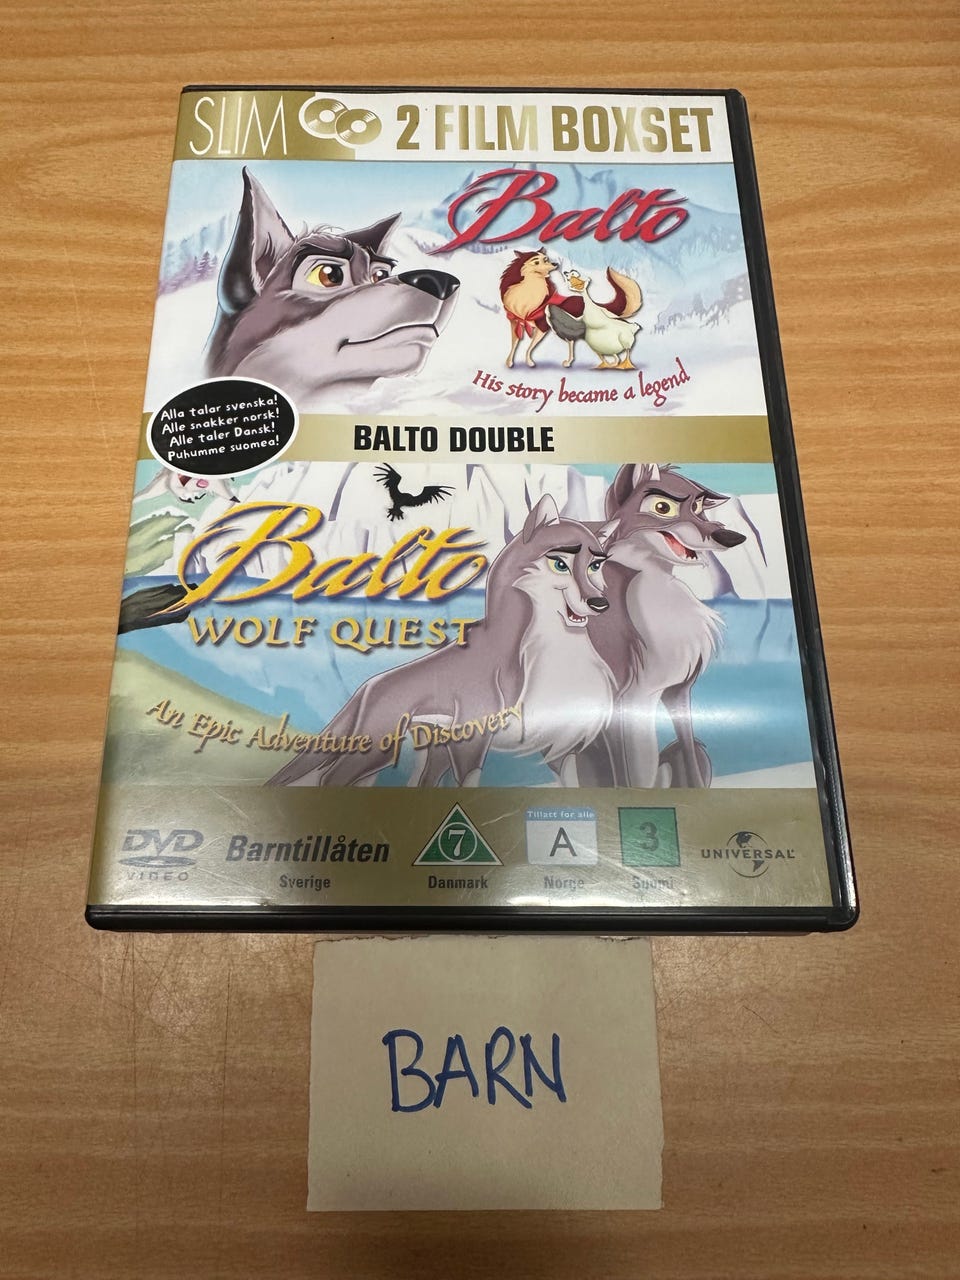 SLIM 2 FILM BOXSET
Balto
His story became a legend
Alla talar svenska!
Alle snakker norsk!
Alle taler Dansk!
Puhumme suomea!
BALTO DOUBLE
Balto
WOLF QUEST
An Epic Adventure of Discovery
DVD
VIDEO
Barntillåten
Sverige
7
Danmark
Tillatt for alle
A
Norge
3
Suomi
UNIVERSAL
BARN